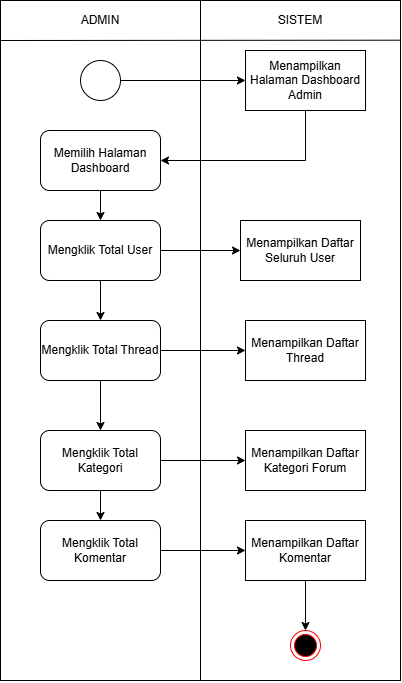 ADMIN
SISTEM
Menampilkan
Halaman Dashboard
Admin
Memilih Halaman
Dashboard
Mengklik Total User
Menampilkan Daftar
Seluruh User
Mengklik Total Thread
Menampilkan Daftar
Thread
Mengklik Total
Kategori
Menampilkan Daftar
Kategori Forum
Mengklik Total
Komentar
Menampilkan Daftar
Komentar